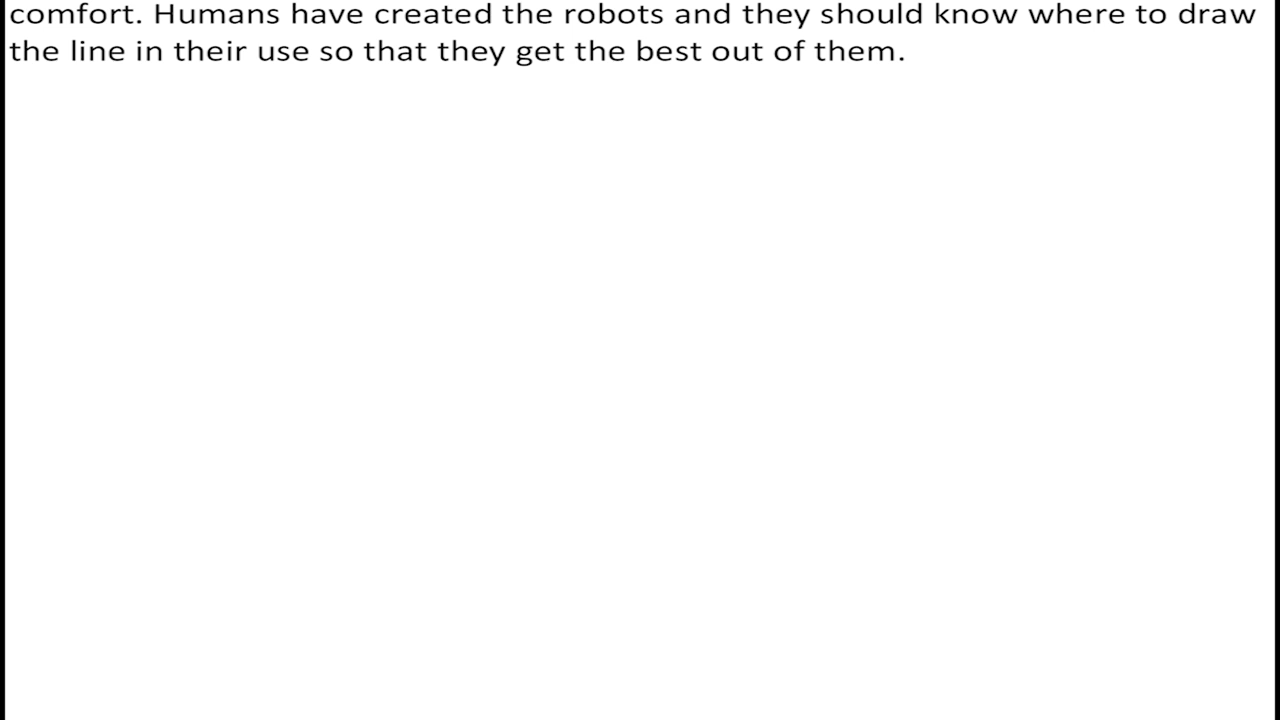 comfort. Humans have created the robots and they should know where to draw
the line in their use so that they get the best out of them.